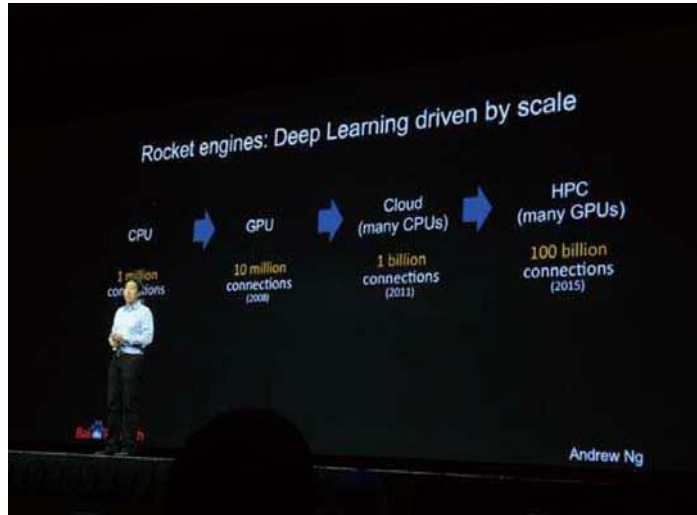 Rocket engines: Deep Learning driven by scale
CPU
1 million
connections
GPU
10 million
connections
(2008)
Cloud
(many CPUs)
1 billion
connections
(2011)
HPC
(many GPUs)
100 billion
connections
(2015)
Andrew Ng